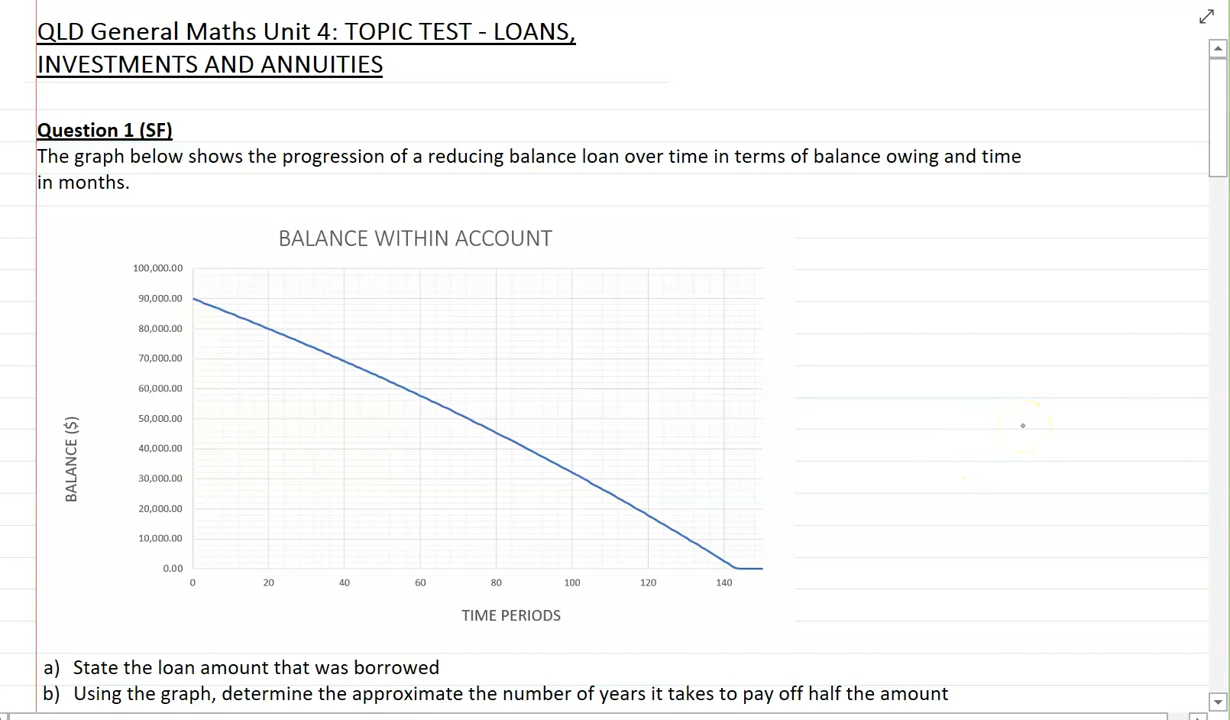 QLD General Maths Unit 4: TOPIC TEST - LOANS,
INVESTMENTS AND ANNUITIES
Question 1 (SF)
The graph below shows the progression of a reducing balance loan over time in terms of balance owing and time
in months.
BALANCE WITHIN ACCOUNT
100,000.00
90,000.00
80,000.00
70,000.00
60,000.00
50,000.00
40,000.00
30,000.00
20,000.00
10,000.00
0.00
BALANCE ($)
0 20 40 60 80 100 120 140
TIME PERIODS
a) State the loan amount that was borrowed
b) Using the graph, determine the approximate the number of years it takes to pay off half the amount